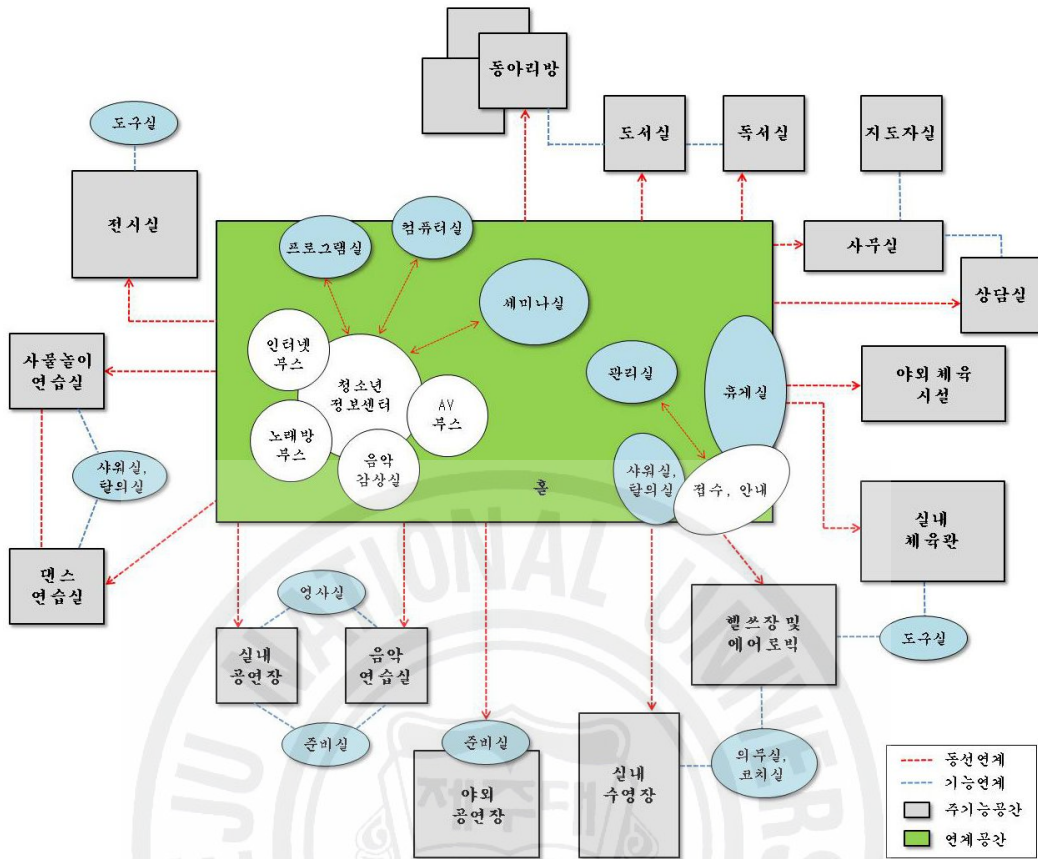 동아리방
도구실
도서실
독서실
지도자실
전시실
컴퓨터실
프로그램실
사무실
세미나실
상담실
인터넷
부스
사물놀이
연습실
관리실
휴게실
야외 체육
시설
청소년
정보센터
AV
부스
노래방
부스
음악
감상실
샤워실,
탈의실
샤워실,
탈의실
접수, 안내
홀
실내
체육관
댄스
연습실
영사실
헬쓰장 및
에어로빅
도구실
실내
공연장
음악
연습실
준비실
준비실
야외
공연장
실내
수영장
의무실,
코치실
동선연계
기능연계
주기능공간
연계공간
JEJU NATIONAL UNIVERS
제주대